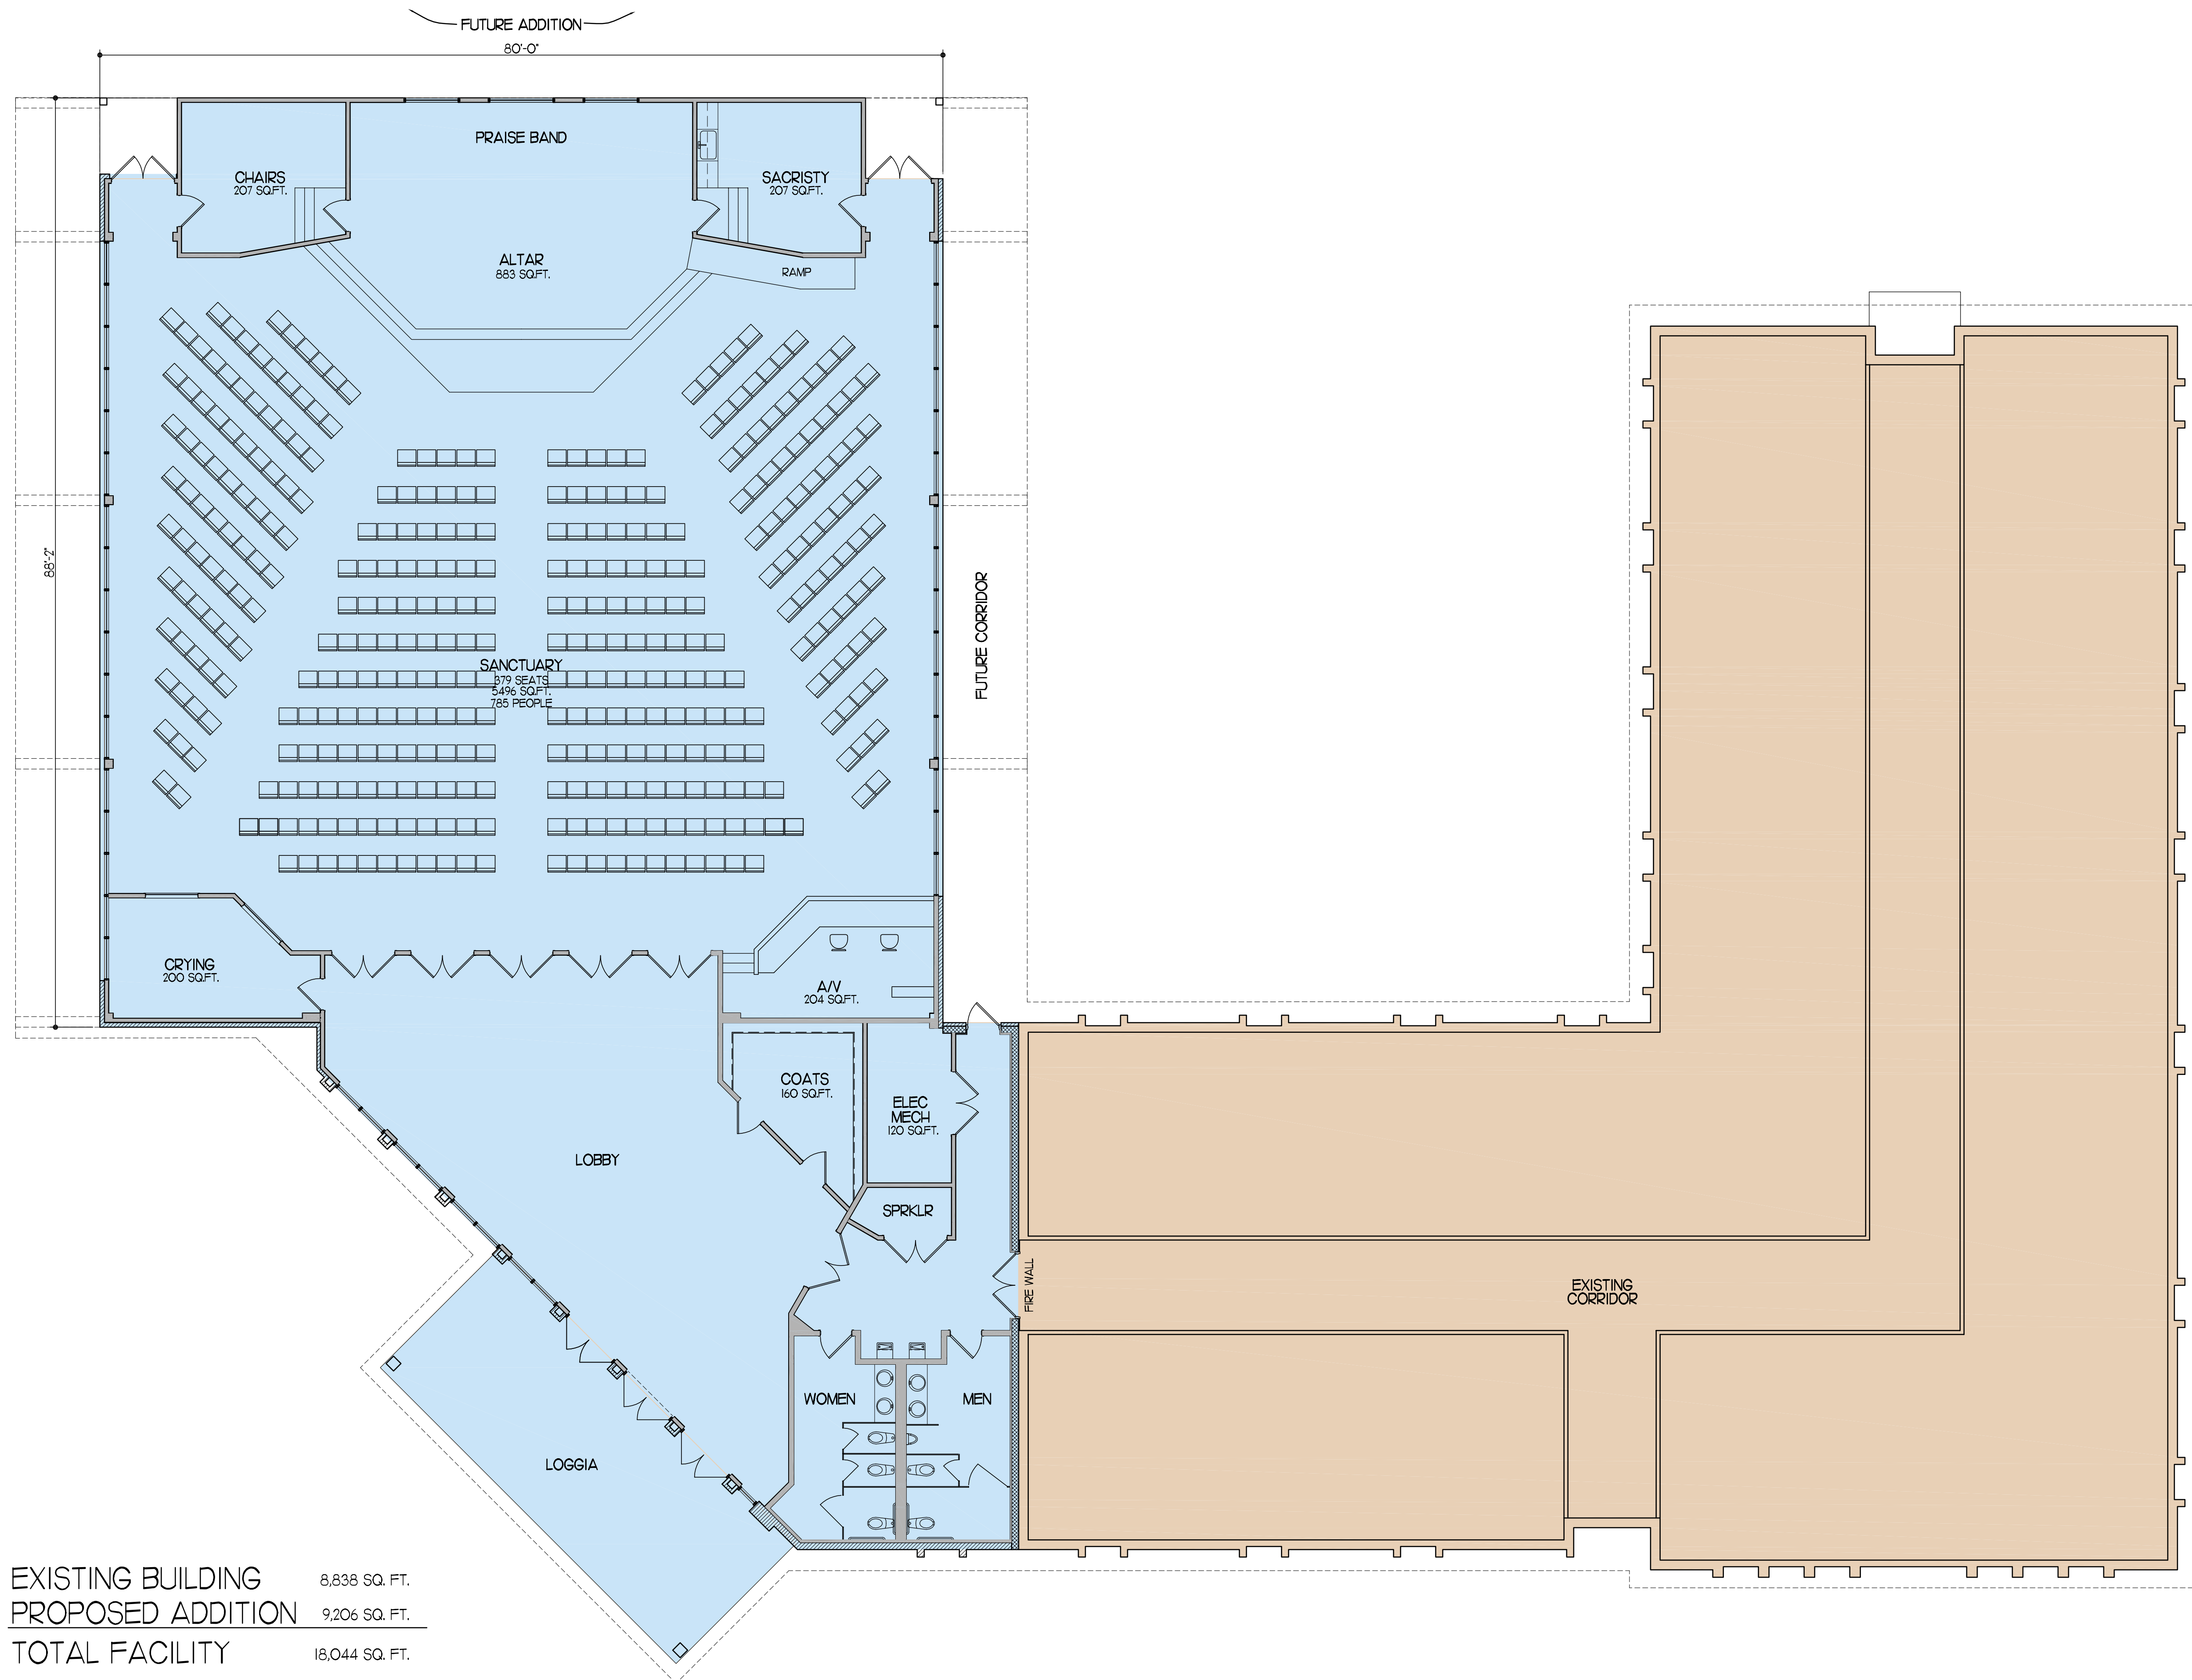 FUTURE ADDITION
80'-0"
PRAISE BAND
CHAIRS
207 SQ.FT.
SACRISTY
207 SQ.FT.
ALTAR
883 SQ.FT.
RAMP
88'-2"
FUTURE CORRIDOR
SANCTUARY
379 SEATS
5496 SQ.FT.
785 PEOPLE
CRYING
200 SQ.FT.
A/V
204 SQ.FT.
COATS
160 SQ.FT.
ELEC
MECH
120 SQ.FT.
LOBBY
SPRKLR
FIRE WALL
EXISTING
CORRIDOR
WOMEN
MEN
LOGGIA
EXISTING BUILDING 8,838 SQ. FT.
PROPOSED ADDITION 9,206 SQ. FT.
TOTAL FACILITY 18,044 SQ. FT.